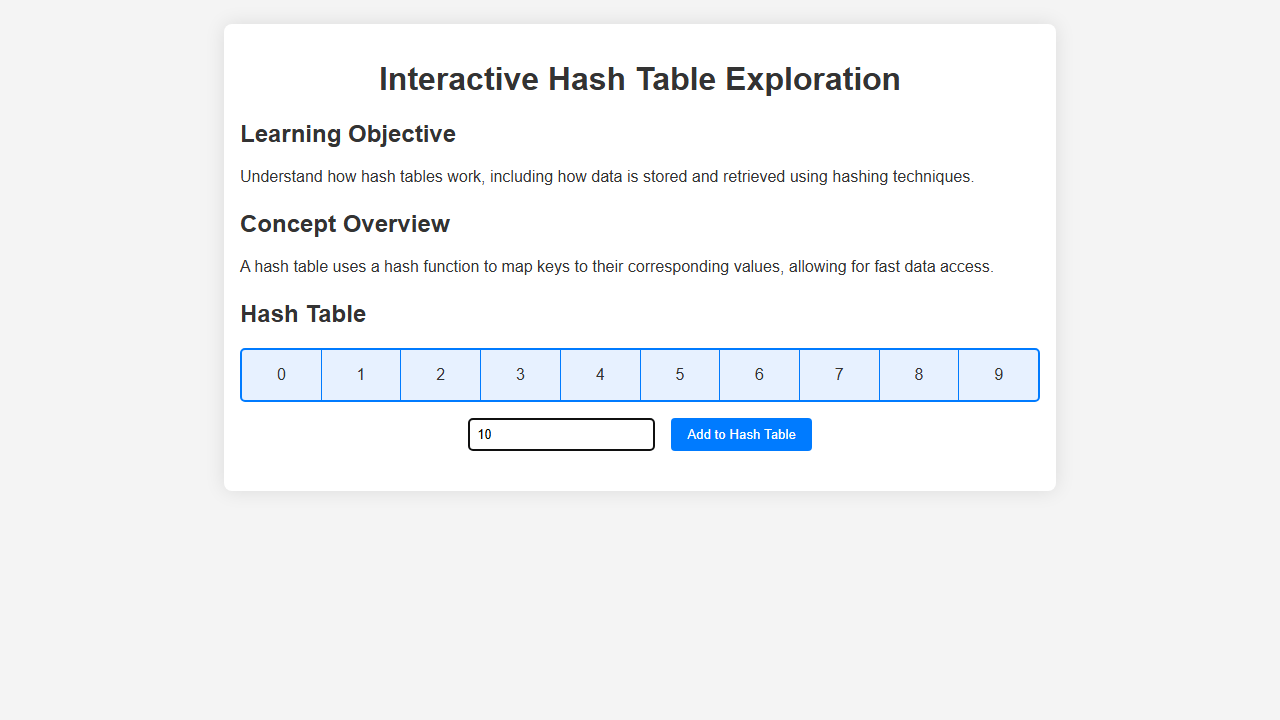 Interactive Hash Table Exploration
Learning Objective
Understand how hash tables work, including how data is stored and retrieved using hashing techniques.
Concept Overview
A hash table uses a hash function to map keys to their corresponding values, allowing for fast data access.
Hash Table
0 1 2 3 4 5 6 7 8 9
10 Add to Hash Table